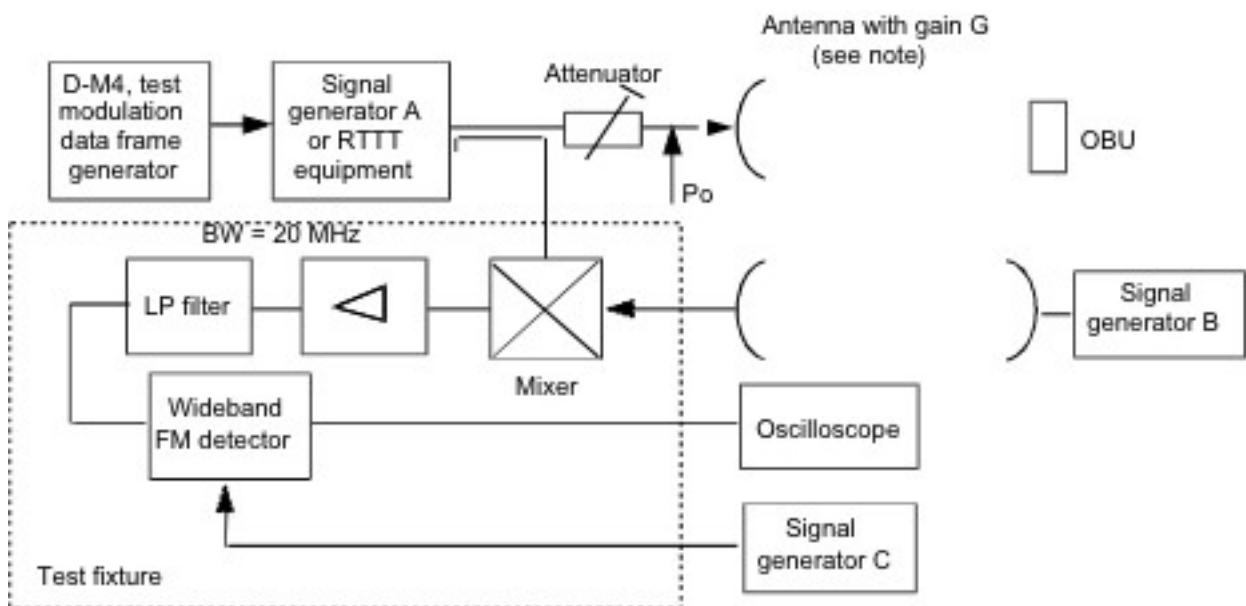 Antenna with gain G
(see note)
D-M4, test
modulation
data frame
generator
Signal
generator A
or RTTT
equipment
Attenuator
OBU
Po
BW = 20 MHz
LP filter
Mixer
Signal
generator B
Wideband
FM detector
Oscilloscope
Signal
generator C
Test fixture